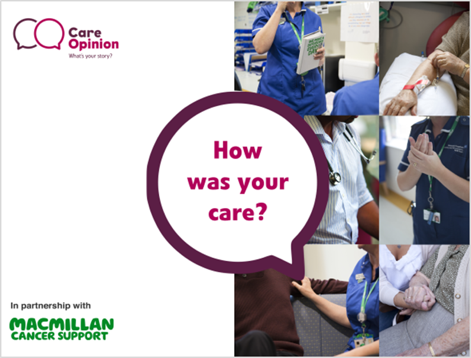 Care
Opinion
What's your story?
How
was your
care?
In partnership with
MACMILLAN
CANCER SUPPORT